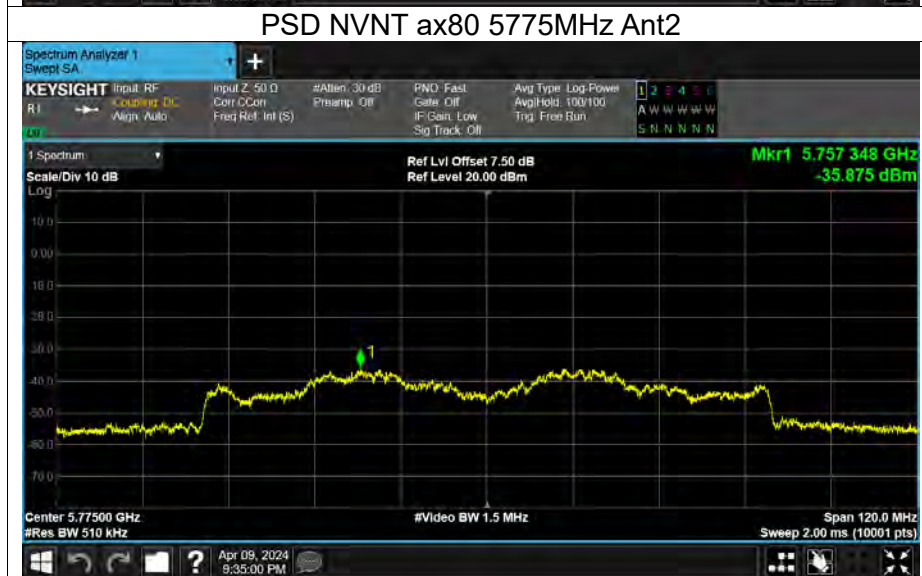 PSD NVNT ax80 5775MHz Ant2
Spectrum Analyzer 1
Swept SA
+
KEYSIGHT Input: RF Input Z: 50 Ω #Atten: 30 dB PNO: Fast Avg Type: Log-Power 1 2 3 4 5 6
R L Coupling: DC Corr CCorr Preamp: Off Gate: Off Avg|Hold: 100/100 A W W W W W
Align: Auto Freq Ref: Int (S) IF Gain: Low Trig: Free Run S N N N N N
Sig Track: Off
1 Spectrum Ref Lvl Offset 7.50 dB Mkr1 5.757 348 GHz
Scale/Div 10 dB Ref Level 20.00 dBm -35.875 dBm
Log
10.0
0.00
-10.0
-20.0
-30.0
1
-40.0
-50.0
-60.0
-70.0
Center 5.77500 GHz #Video BW 1.5 MHz Span 120.0 MHz
#Res BW 510 kHz Sweep 2.00 ms (10001 pts)
? Apr 09, 2024
9:35:00 PM